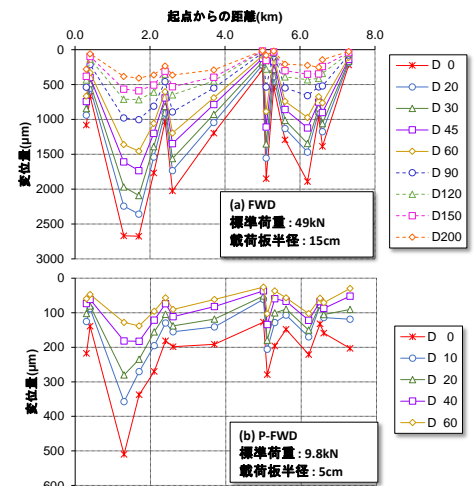 起点からの距離(km)
0.0 2.0 4.0 6.0 8.0
0
500
1000
1500
2000
2500
3000
変位量(μm)
(a) FWD
標準荷重 : 49kN
載荷板半径 : 15cm
D 0
D 20
D 30
D 45
D 60
D 90
D120
D150
D200
0
100
200
300
400
500
600
変位量(μm)
(b) P-FWD
標準荷重 : 9.8kN
載荷板半径 : 5cm
D 0
D 10
D 20
D 40
D 60